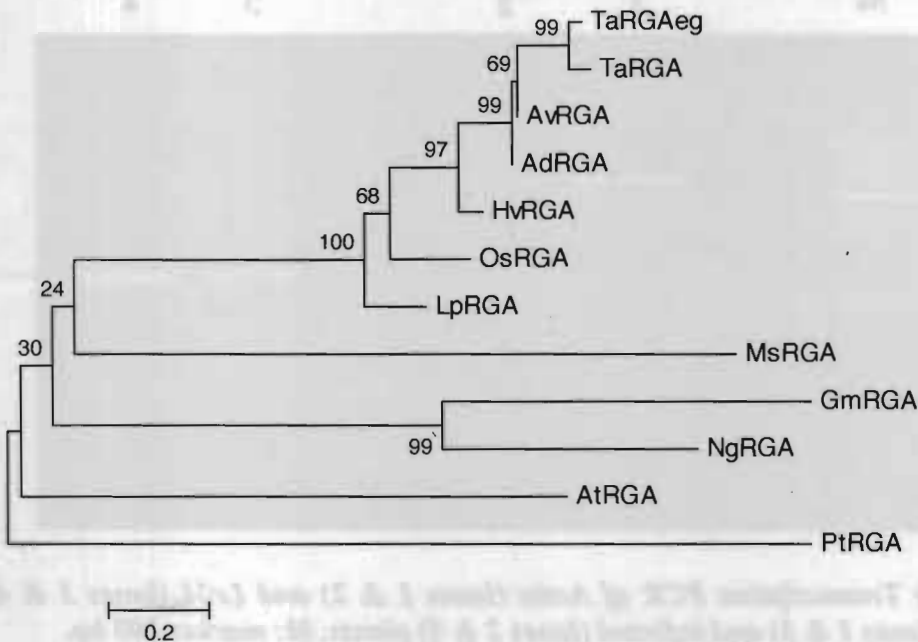 99 TaRGAeg
TaRGA
69
AvRGA
99
AdRGA
97
HvRGA
68
OsRGA
100
LpRGA
24
MsRGA
30
GmRGA
99
NgRGA
AtRGA
PtRGA
0.2